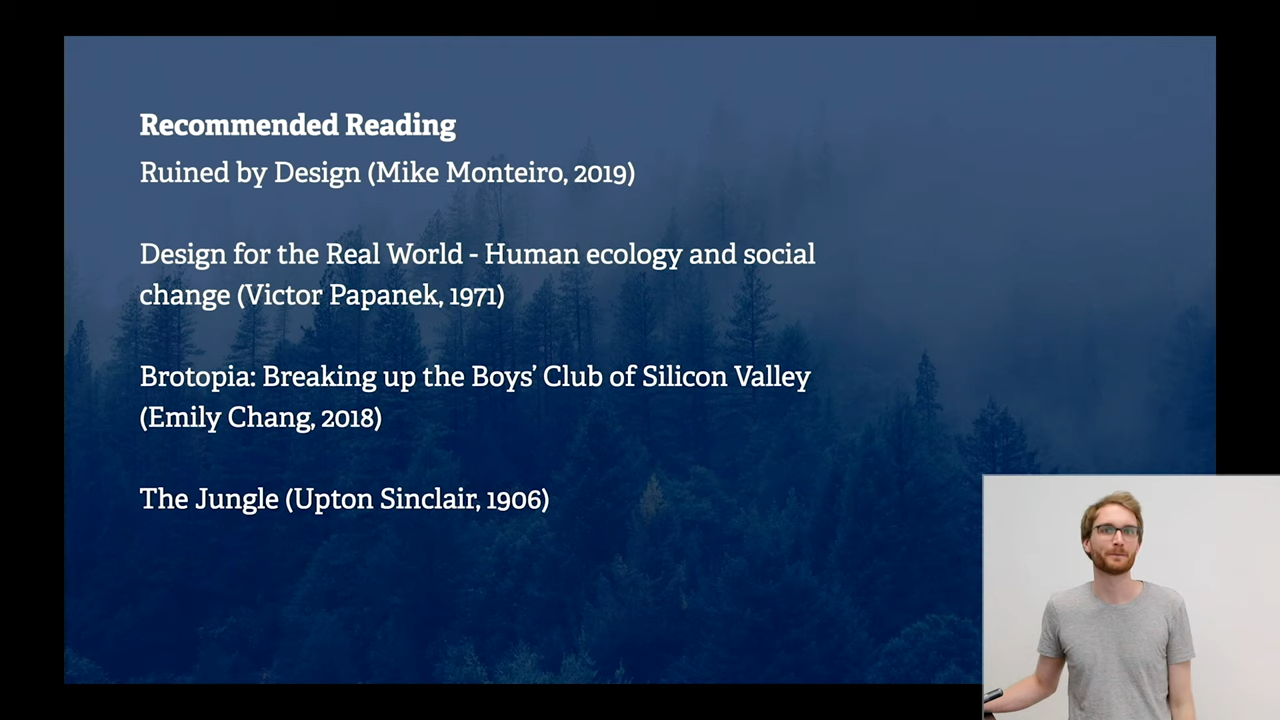 Recommended Reading
Ruined by Design (Mike Monteiro, 2019)
Design for the Real World - Human ecology and social
change (Victor Papanek, 1971)
Brotopia: Breaking up the Boys’ Club of Silicon Valley
(Emily Chang, 2018)
The Jungle (Upton Sinclair, 1906)